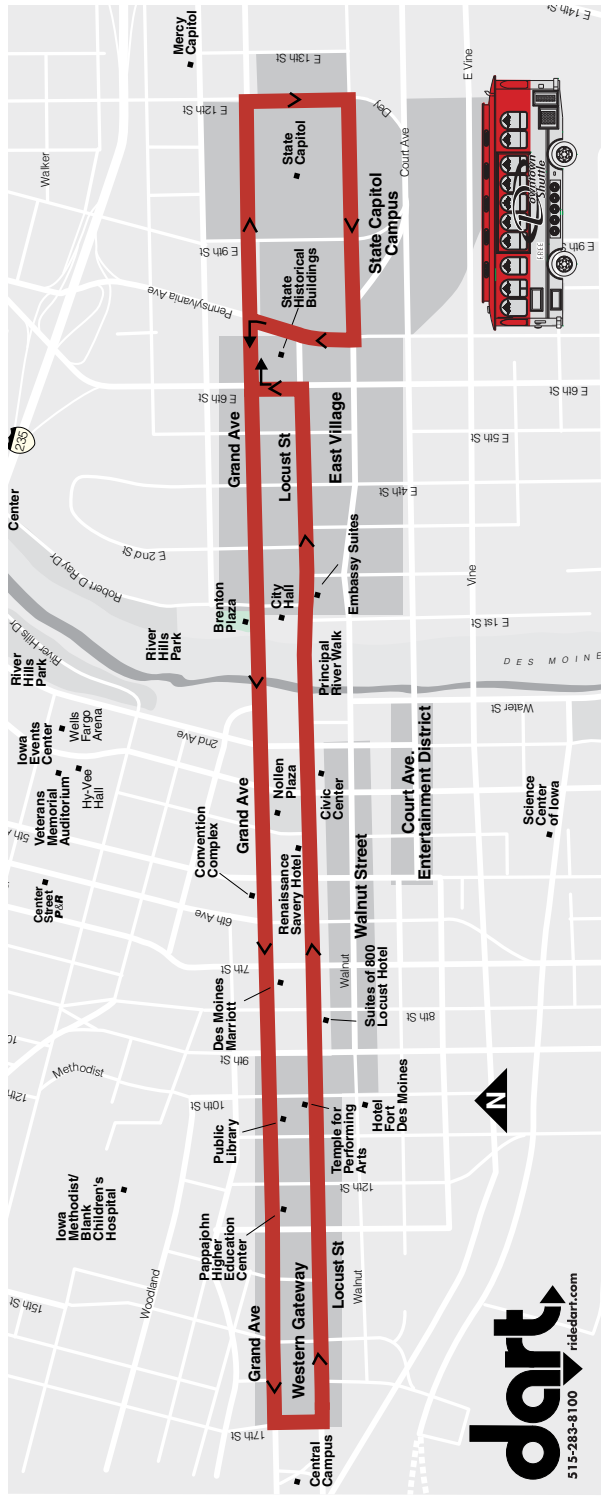 E 14th St
Mercy
Capitol
E 13th St
E Vine
E 12th St
Dey
State
Capitol
Court Ave
Walker
State Capitol
Campus
Downtown
Shuttle
FREE
E 9th St
E 9th St
State
Historical
Buildings
Pennsylvania Ave
E 6th St
E 6th St
235
Grand Ave
Locust St
East Village
E 5th St
E 4th St
Center
E 2nd St
Robert D Ray Dr
Embassy Suites
City
Hall
Brenton
Plaza
E 1st St
Vine
River
Hills
Park
River Hills Dr
River
Hills
Park
Principal
River Walk
DES MOINE
Water St
Iowa
Events
Center
Wells
Fargo
Arena
2nd Ave
Veterans
Memorial
Auditorium
Hy-Vee
Hall
Nollen
Plaza
Civic
Center
Court Ave.
Entertainment District
Science
Center
of Iowa
5th A
Grand Ave
Convention
Complex
Renaissance
Savery Hotel
Walnut Street
Center
Street
P&R
6th Ave
7th St
Walnut
Des Moines
Marriott
Suites of 800
Locust Hotel
8th St
9th St
10
12th
Methodist
10th St
Public
Library
Temple for
Performing
Arts
Hotel
Fort
Des Moines
N
12th St
Iowa
Methodist/
Blank
Children's
Hospital
Pappajohn
Higher
Education
Center
Woodland
15th St
Grand Ave
Western Gateway
Locust St
Walnut
17th St
Central
Campus
dart
515-283-8100 ridedart.com